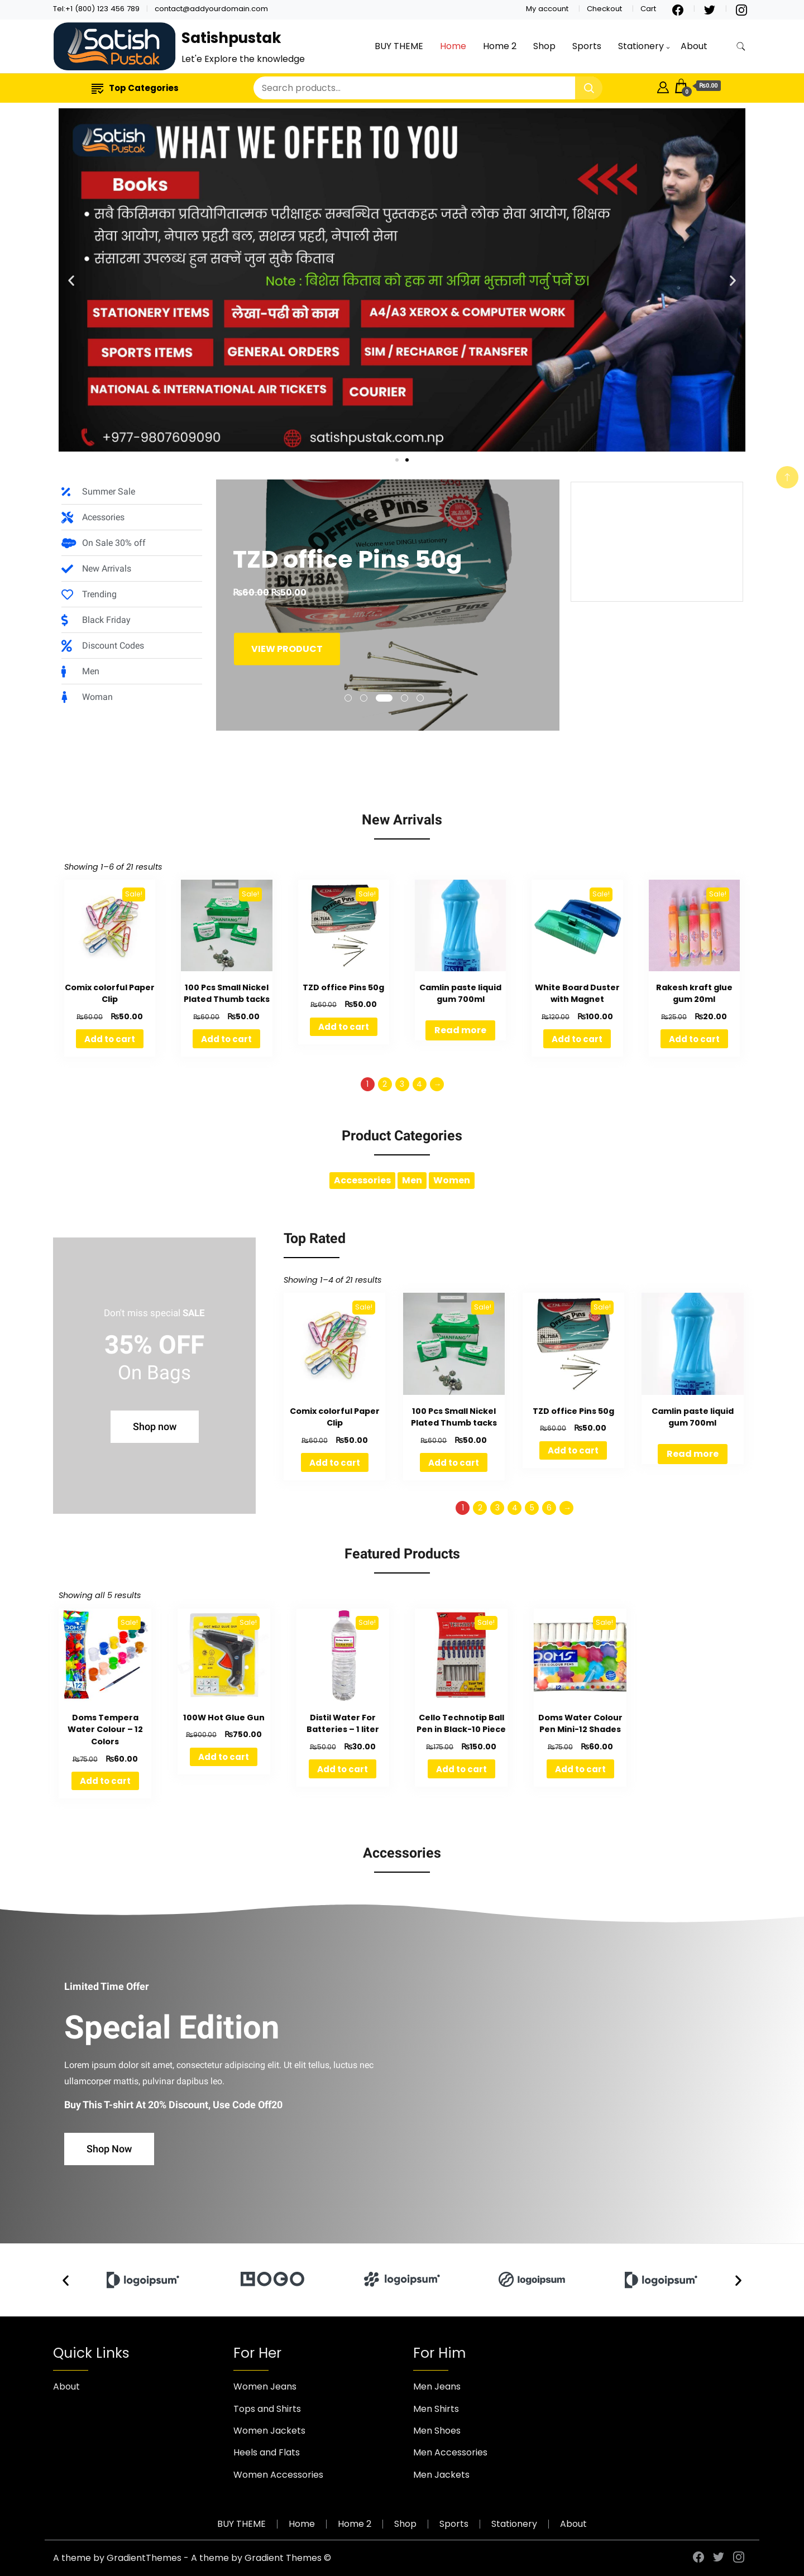 Tel:+1 (800) 123 456 789
contact@addyourdomain.com
My account
Checkout
Cart
Satish
Pustak
Satishpustak
Let'e Explore the knowledge
BUY THEME
Home
Home 2
Shop
Sports
Stationery
About
Top Categories
Search products...
0
₨0.00
Satish
Pustak
WHAT WE OFFER TO YOU
Books
• सबै किसिमका प्रतियोगितात्मक परीक्षाहरू सम्बन्धित पुस्तकहरू जस्तै लोक सेवा आयोग, शिक्षक
सेवा आयोग, नेपाल प्रहरी बल, सशस्त्र प्रहरी, नेपाली सेना
• संसारमा उपलब्ध हुन सक्ने जुन सुकै किताब
Note : बिशेस किताब को हक मा अग्रिम भुक्तानी गर्नु पर्ने छ।
STATIONERY ITEMS
लेखा-पढी को काम
A4/A3 XEROX & COMPUTER WORK
SPORTS ITEMS
GENERAL ORDERS
SIM / RECHARGE / TRANSFER
NATIONAL & INTERNATIONAL AIR TICKETS
COURIER
+977-9807609090
satishpustak.com.np
Summer Sale
Acessories
On Sale 30% off
New Arrivals
Trending
Black Friday
Discount Codes
Men
Woman
Office Pins
DL-718A
TZD office Pins 50g
₨60.00 ₨50.00
VIEW PRODUCT
New Arrivals
Showing 1–6 of 21 results
Sale!
Sale!
Sale!
Sale!
Sale!
Comix colorful Paper
Clip
₨60.00 ₨50.00
Add to cart
100 Pcs Small Nickel
Plated Thumb tacks
₨60.00 ₨50.00
Add to cart
TZD office Pins 50g
₨60.00 ₨50.00
Add to cart
Camlin paste liquid
gum 700ml
Read more
White Board Duster
with Magnet
₨120.00 ₨100.00
Add to cart
Rakesh kraft glue
gum 20ml
₨25.00 ₨20.00
Add to cart
1 2 3 4 →
Product Categories
Accessories Men Women
Don't miss special SALE
35% OFF
On Bags
Shop now
Top Rated
Showing 1–4 of 21 results
Sale!
Sale!
Sale!
Comix colorful Paper
Clip
₨60.00 ₨50.00
Add to cart
100 Pcs Small Nickel
Plated Thumb tacks
₨60.00 ₨50.00
Add to cart
TZD office Pins 50g
₨60.00 ₨50.00
Add to cart
Camlin paste liquid
gum 700ml
Read more
1 2 3 4 5 6 →
Featured Products
Showing all 5 results
Sale!
Sale!
Sale!
Sale!
Sale!
Doms Tempera
Water Colour – 12
Colors
₨75.00 ₨60.00
Add to cart
100W Hot Glue Gun
₨900.00 ₨750.00
Add to cart
Distil Water For
Batteries – 1 liter
₨50.00 ₨30.00
Add to cart
Cello Technotip Ball
Pen in Black-10 Piece
₨175.00 ₨150.00
Add to cart
DOMS
Doms Water Colour
Pen Mini-12 Shades
₨75.00 ₨60.00
Add to cart
Accessories
Limited Time Offer
Special Edition
Lorem ipsum dolor sit amet, consectetur adipiscing elit. Ut elit tellus, luctus nec
ullamcorper mattis, pulvinar dapibus leo.
Buy This T-shirt At 20% Discount, Use Code Off20
Shop Now
logoipsum
LOGO
logoipsum
logoipsum
logoipsum
Quick Links
About
For Her
Women Jeans
Tops and Shirts
Women Jackets
Heels and Flats
Women Accessories
For Him
Men Jeans
Men Shirts
Men Shoes
Men Accessories
Men Jackets
BUY THEME
Home
Home 2
Shop
Sports
Stationery
About
A theme by GradientThemes - A theme by Gradient Themes ©